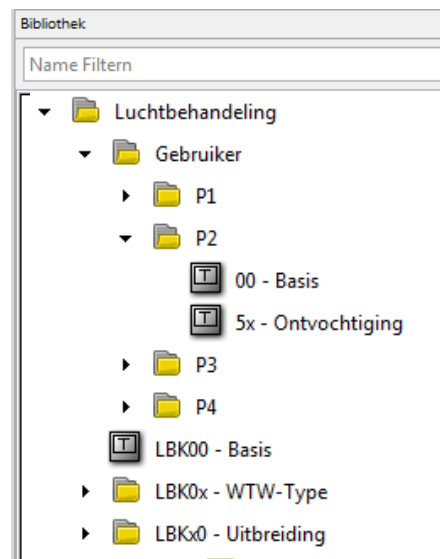 Bibliothek
Name Filtern
Luchtbehandeling
Gebruiker
P1
P2
T 00 - Basis
T 5x - Ontvochtiging
P3
P4
T LBK00 - Basis
LBK0x - WTW-Type
LBKx0 - Uitbreiding